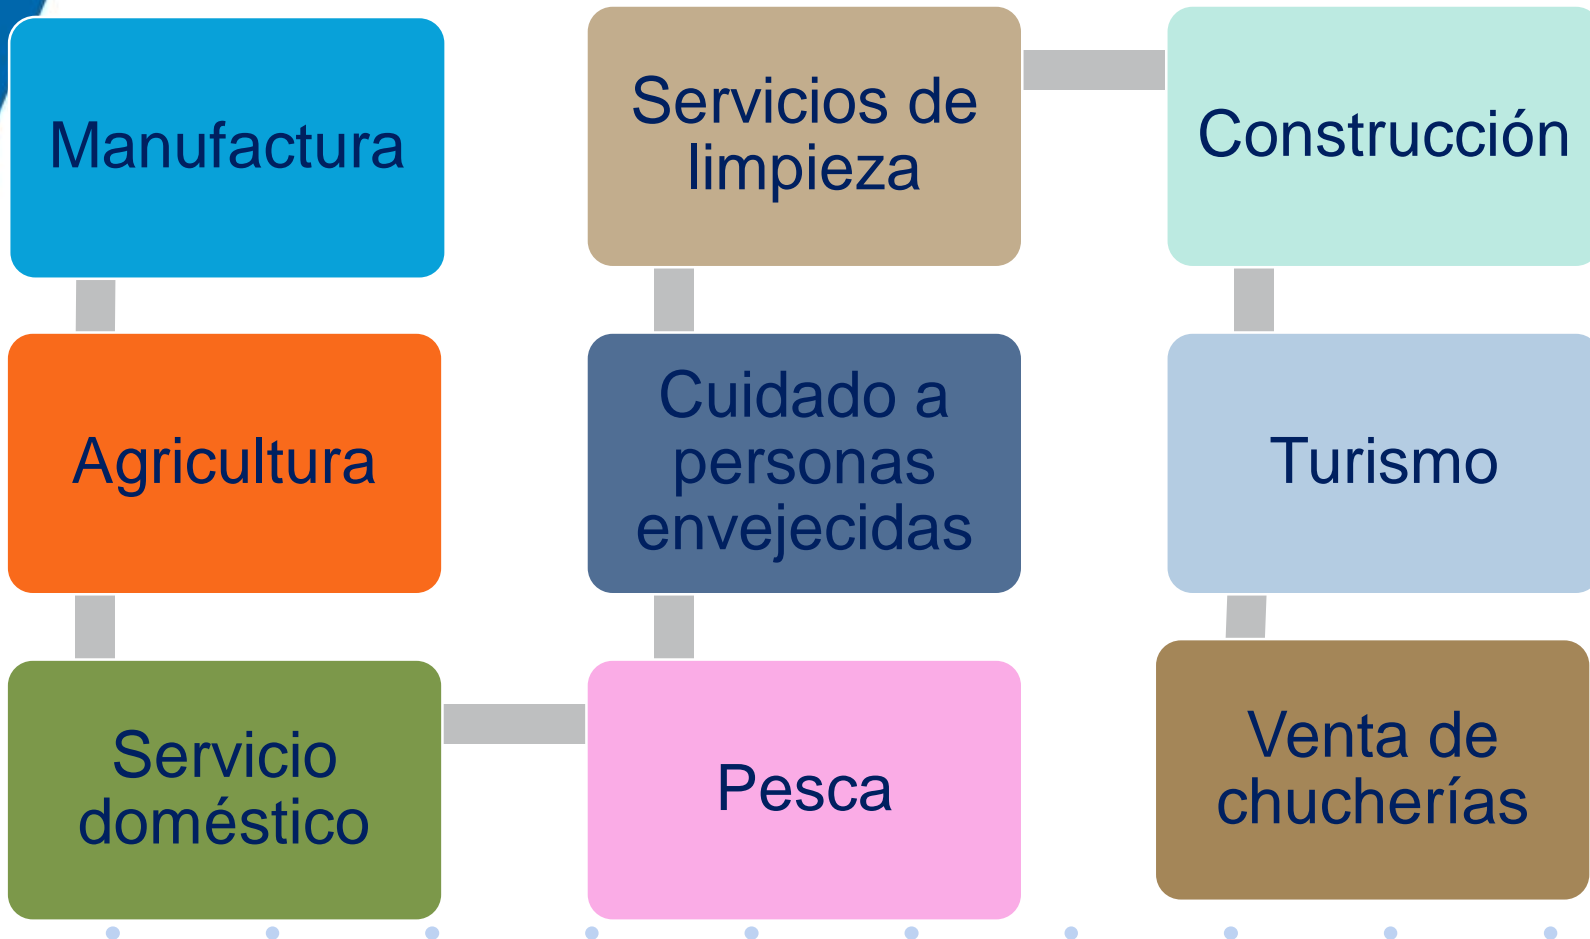 Manufactura
Agricultura
Servicio
doméstico
Pesca
Cuidado a
personas
envejecidas
Servicios de
limpieza
Construcción
Turismo
Venta de
chucherías